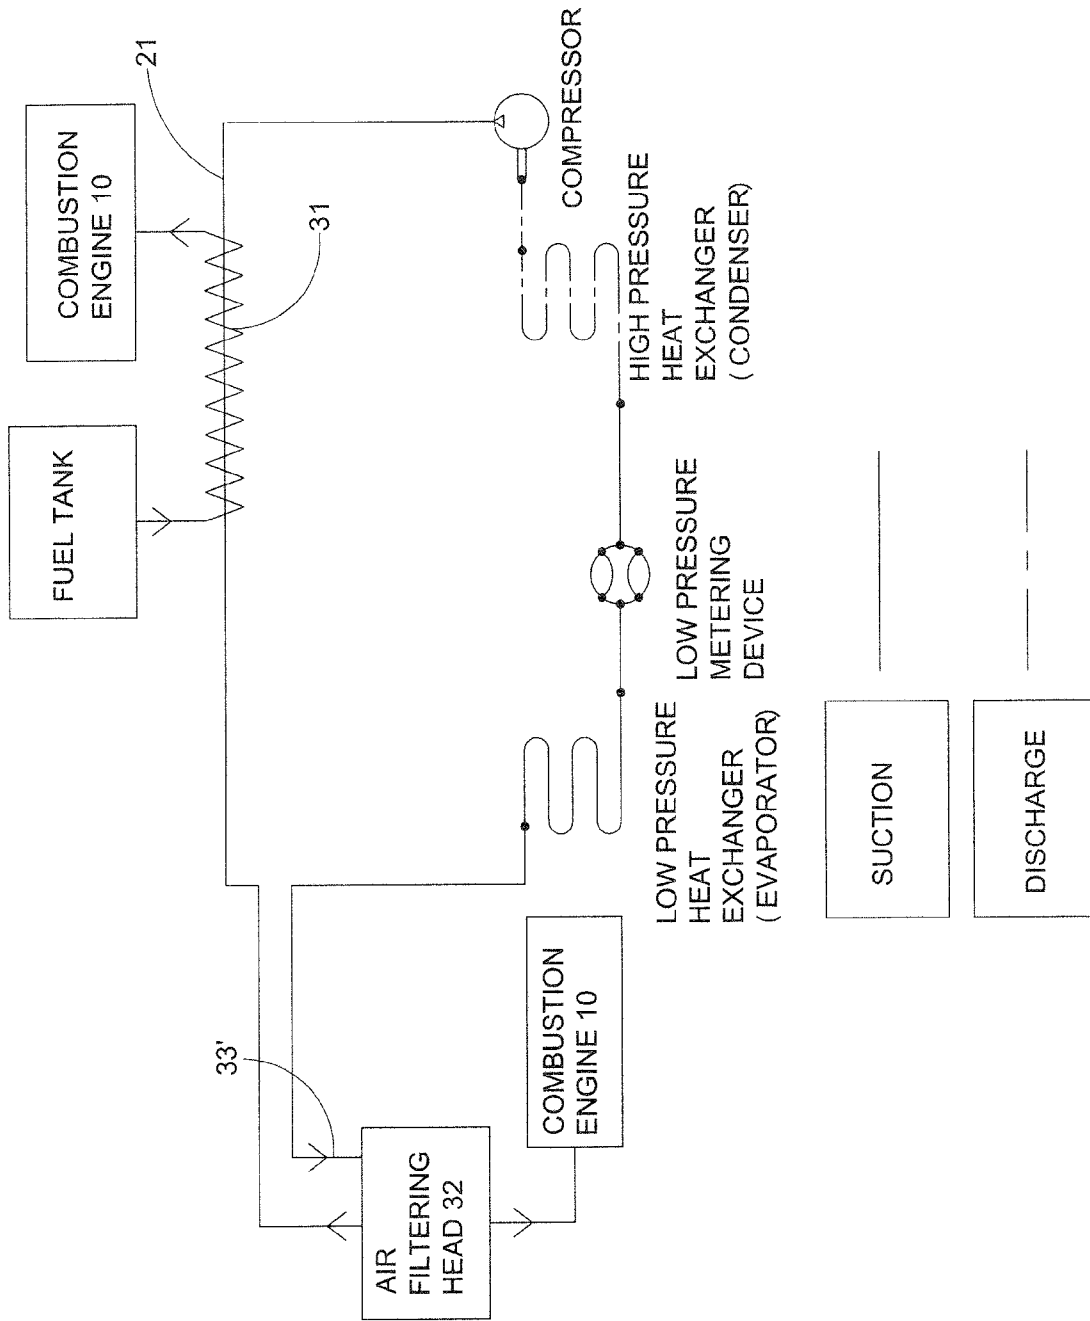 FUEL TANK
COMBUSTION
ENGINE 10
21
31
33'
AIR
FILTERING
HEAD 32
COMBUSTION
ENGINE 10
LOW PRESSURE
HEAT
EXCHANGER
(EVAPORATOR)
LOW PRESSURE
METERING
DEVICE
HIGH PRESSURE
HEAT
EXCHANGER
(CONDENSER)
COMPRESSOR
SUCTION
DISCHARGE